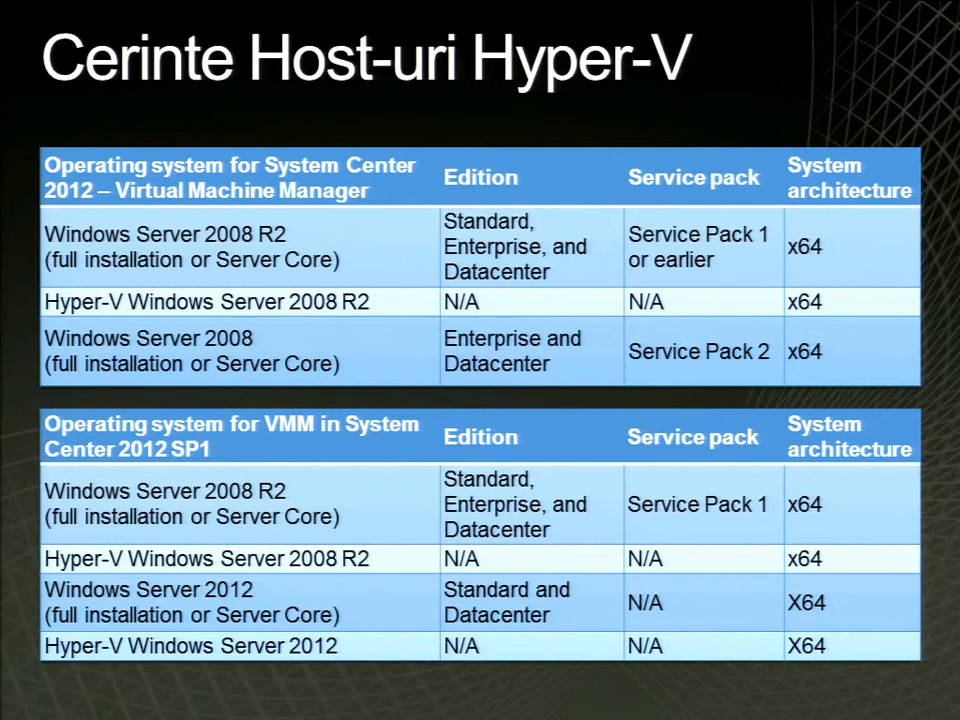 Cerinte Host-uri Hyper-V
Operating system for System Center
2012 – Virtual Machine Manager
Edition
Service pack
System
architecture
Windows Server 2008 R2
(full installation or Server Core)
Standard,
Enterprise, and
Datacenter
Service Pack 1
or earlier
x64
Hyper-V Windows Server 2008 R2
N/A
N/A
x64
Windows Server 2008
(full installation or Server Core)
Enterprise and
Datacenter
Service Pack 2
x64
Operating system for VMM in System
Center 2012 SP1
Edition
Service pack
System
architecture
Windows Server 2008 R2
(full installation or Server Core)
Standard,
Enterprise, and
Datacenter
Service Pack 1
x64
Hyper-V Windows Server 2008 R2
N/A
N/A
x64
Windows Server 2012
(full installation or Server Core)
Standard and
Datacenter
N/A
X64
Hyper-V Windows Server 2012
N/A
N/A
X64